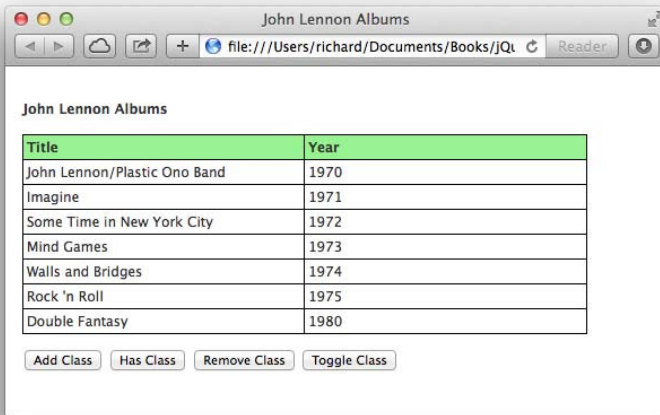 John Lennon Albums
file:///Users/richard/Documents/Books/jQu
Reader
John Lennon Albums
Title Year
John Lennon/Plastic Ono Band 1970
Imagine 1971
Some Time in New York City 1972
Mind Games 1973
Walls and Bridges 1974
Rock 'n Roll 1975
Double Fantasy 1980
Add Class Has Class Remove Class Toggle Class